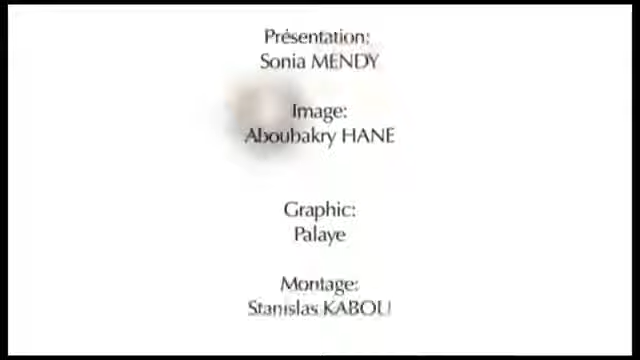 Présentation:
Sonia MENDY
Image:
Aboubakry HANE
Graphic:
Palaye
Montage:
Stanislas KABOU